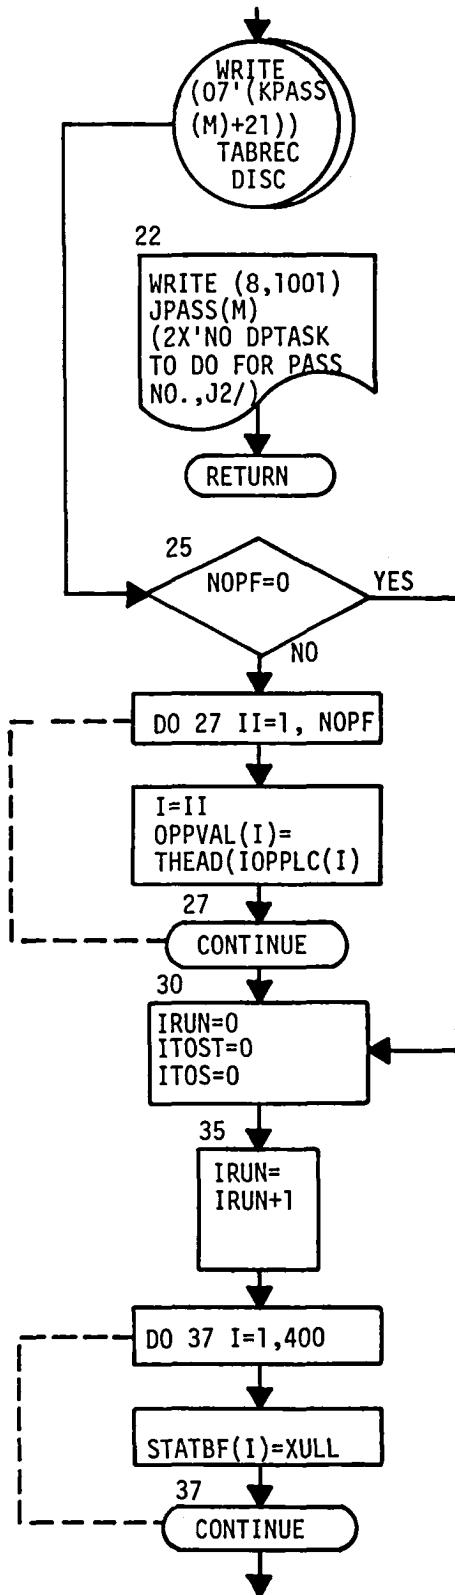 WRITE
(07'(KPASS
(M)+21))
TABREC
DISC
22
WRITE (8,1001)
JPASS(M)
(2X'NO DPTASK
TO DO FOR PASS
NO.,J2/)
RETURN
25
NOPF=0
YES
NO
DO 27 II=1, NOPF
I=II
OPPVAL(I)=
THEAD(IOPPLC(I)
27
CONTINUE
30
IRUN=0
ITOST=0
ITOS=0
35
IRUN=
IRUN+1
DO 37 I=1,400
STATBF(I)=XULL
37
CONTINUE